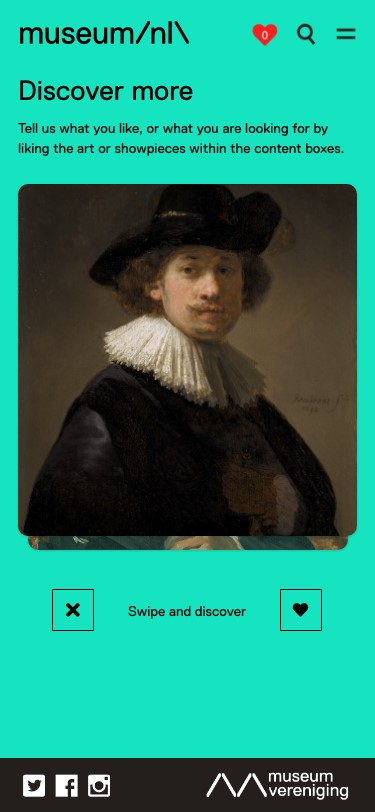 museum/nl\
0
Discover more
Tell us what you like, or what you are looking for by
liking the art or showpieces within the content boxes.
Swipe and discover
museum
vereniging